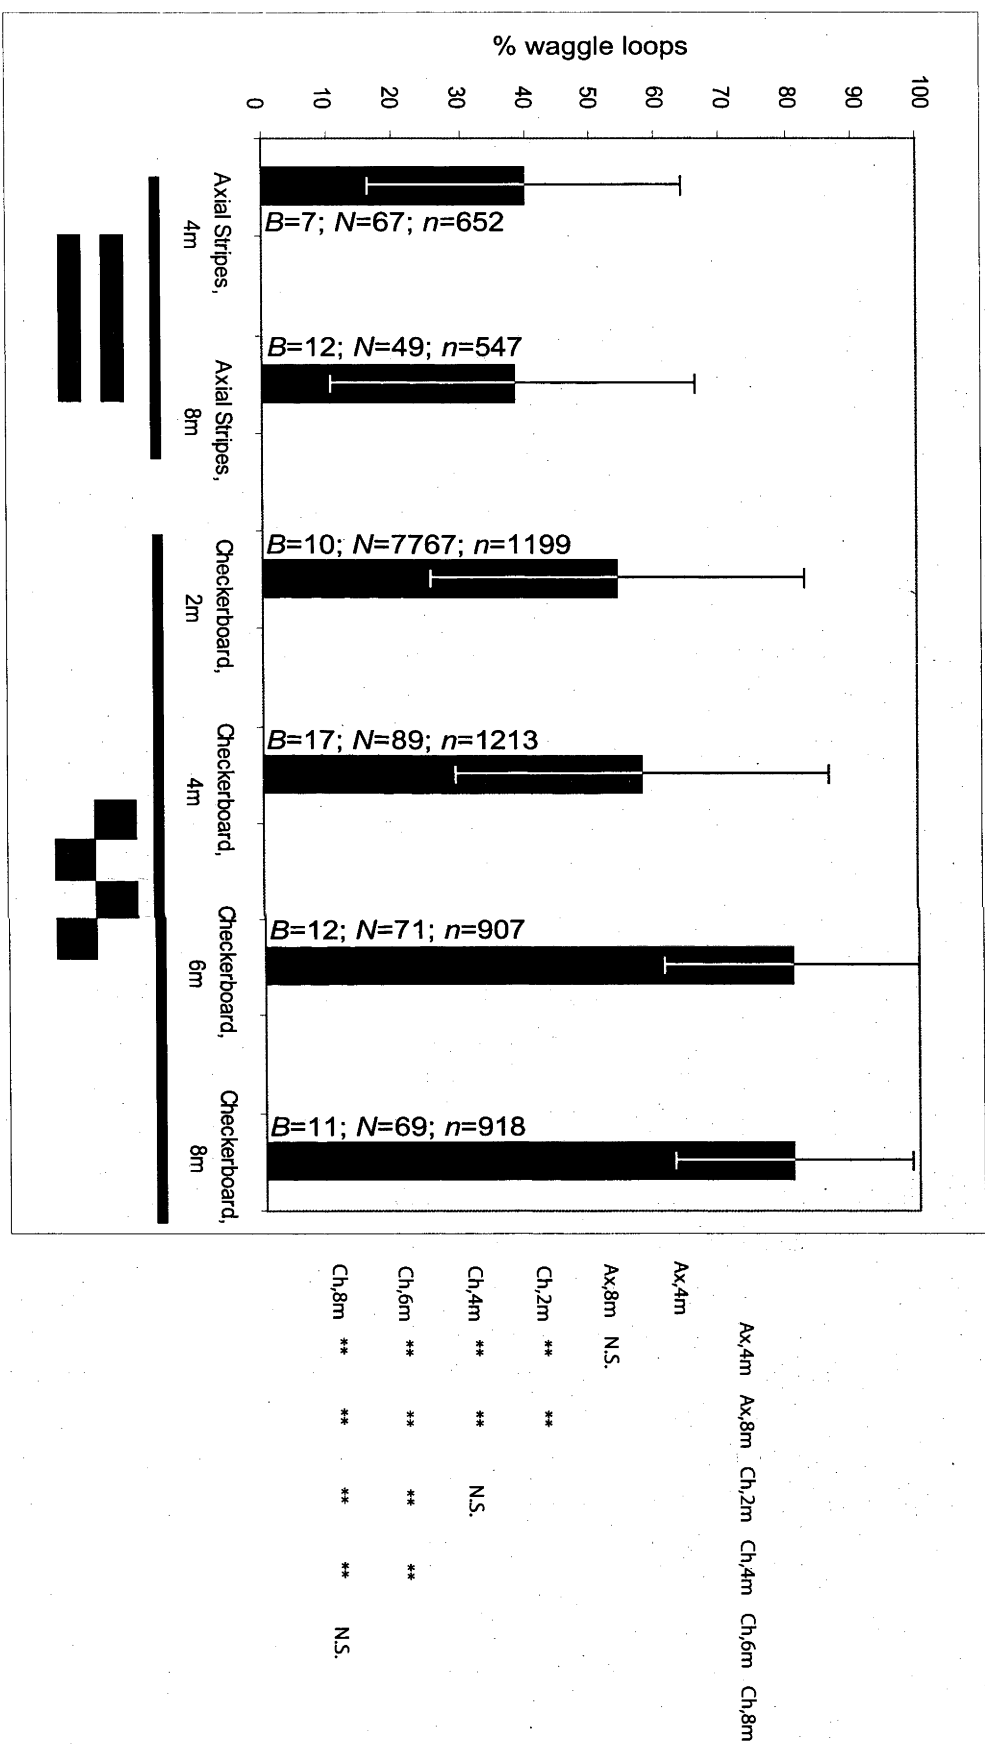 % waggle loops
100
90
80
70
60
50
40
30
20
10
0
B=7; N=67; n=652
B=12; N=49; n=547
B=10; N=7767; n=1199
B=17; N=89; n=1213
B=12; N=71; n=907
B=11; N=69; n=918
Axial Stripes,
4m
Axial Stripes,
8m
Checkerboard,
2m
Checkerboard,
4m
Checkerboard,
6m
Checkerboard,
8m
Ax,4m Ax,8m Ch,2m Ch,4m Ch,6m Ch,8m
Ax,4m
Ax,8m N.S.
Ch,2m ** **
Ch,4m ** ** N.S.
Ch,6m ** ** ** **
Ch,8m ** ** ** ** N.S.